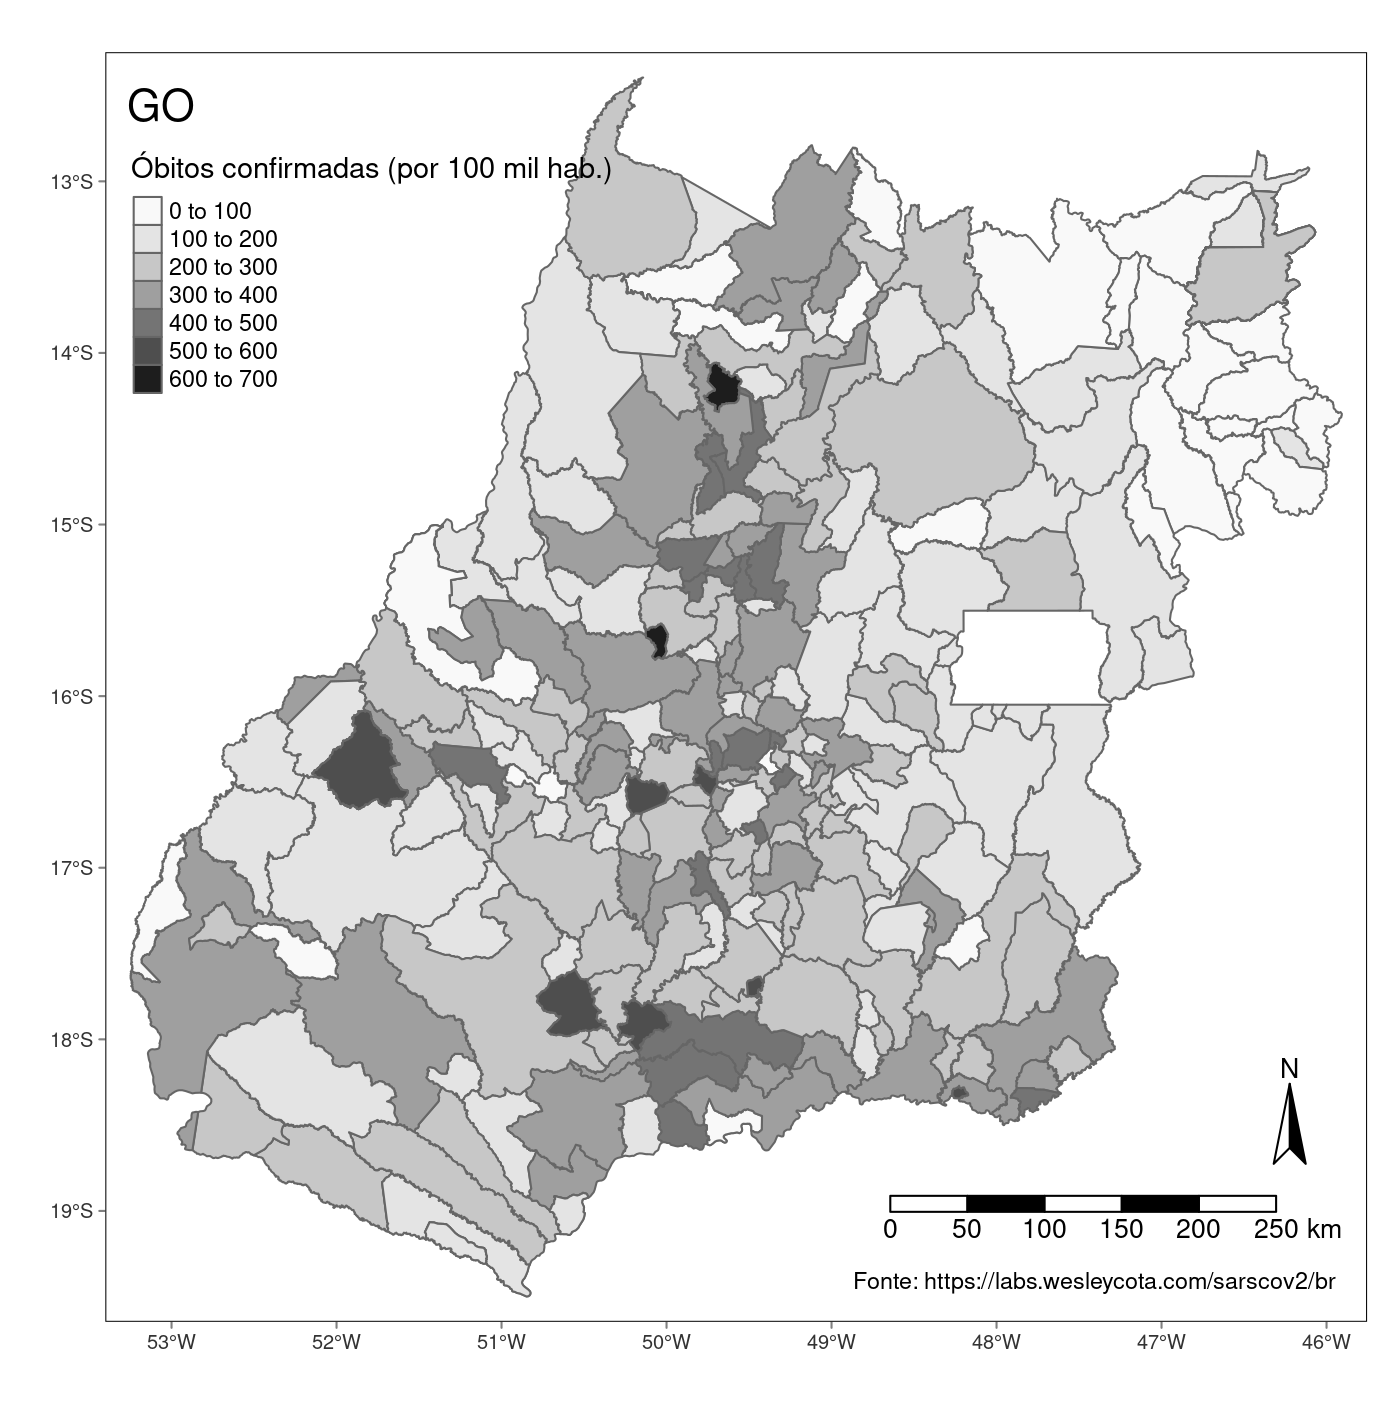 GO
Óbitos confirmadas (por 100 mil hab.)
0 to 100
100 to 200
200 to 300
300 to 400
400 to 500
500 to 600
600 to 700
13°S
14°S
15°S
16°S
17°S
18°S
19°S
N
0 50 100 150 200 250 km
Fonte: https://labs.wesleycota.com/sarscov2/br
53°W 52°W 51°W 50°W 49°W 48°W 47°W 46°W